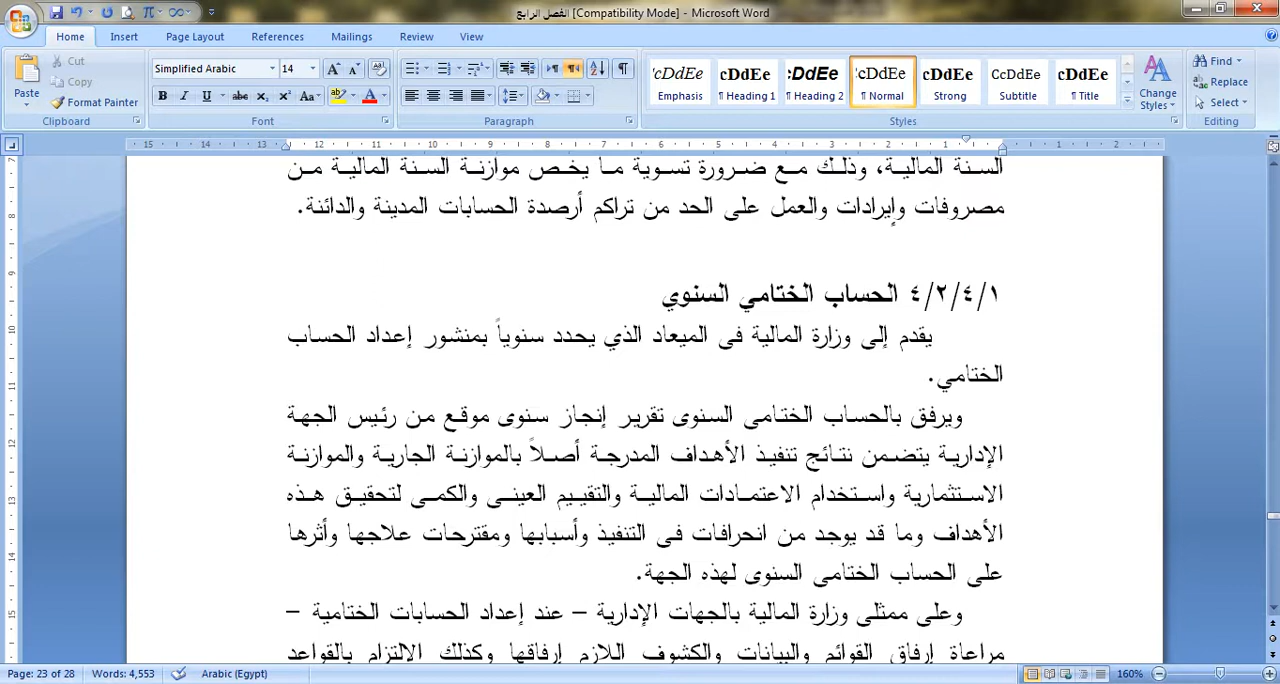 الفصل الرابع [Compatibility Mode] - Microsoft Word
Home Insert Page Layout References Mailings Review View
Paste
Cut
Copy
Format Painter
Clipboard
Simplified Arabic 14
Font
Paragraph
Emphasis
¶ Heading 1
¶ Heading 2
¶ Normal
Strong
Subtitle
¶ Title
Change Styles
Styles
Find
Replace
Select
Editing
السنة المالية، وذلك مع ضرورة تسوية ما يخص موازنة السنة المالية من
مصروفات وإيرادات والعمل على الحد من تراكم أرصدة الحسابات المدينة والدائنة.
٤/٢/٤/١ الحساب الختامي السنوي
يقدم إلى وزارة المالية فى الميعاد الذي يحدد سنوياً بمنشور إعداد الحساب
الختامي.
ويرفق بالحساب الختامى السنوى تقرير إنجاز سنوى موقع من رئيس الجهة
الإدارية يتضمن نتائج تنفيذ الأهداف المدرجة أصلاً بالموازنة الجارية والموازنة
الاستثمارية واستخدام الاعتمادات المالية والتقييم العينى والكمى لتحقيق هذه
الأهداف وما قد يوجد من انحرافات فى التنفيذ وأسبابها ومقترحات علاجها وأثرها
على الحساب الختامى السنوى لهذه الجهة.
وعلى ممثلى وزارة المالية بالجهات الإدارية – عند إعداد الحسابات الختامية –
مراعاة إرفاق القوائم والبيانات والكشوف اللازم إرفاقها وكذلك الالتزام بالقواعد
Page: 23 of 28 Words: 4,553 Arabic (Egypt) 160%